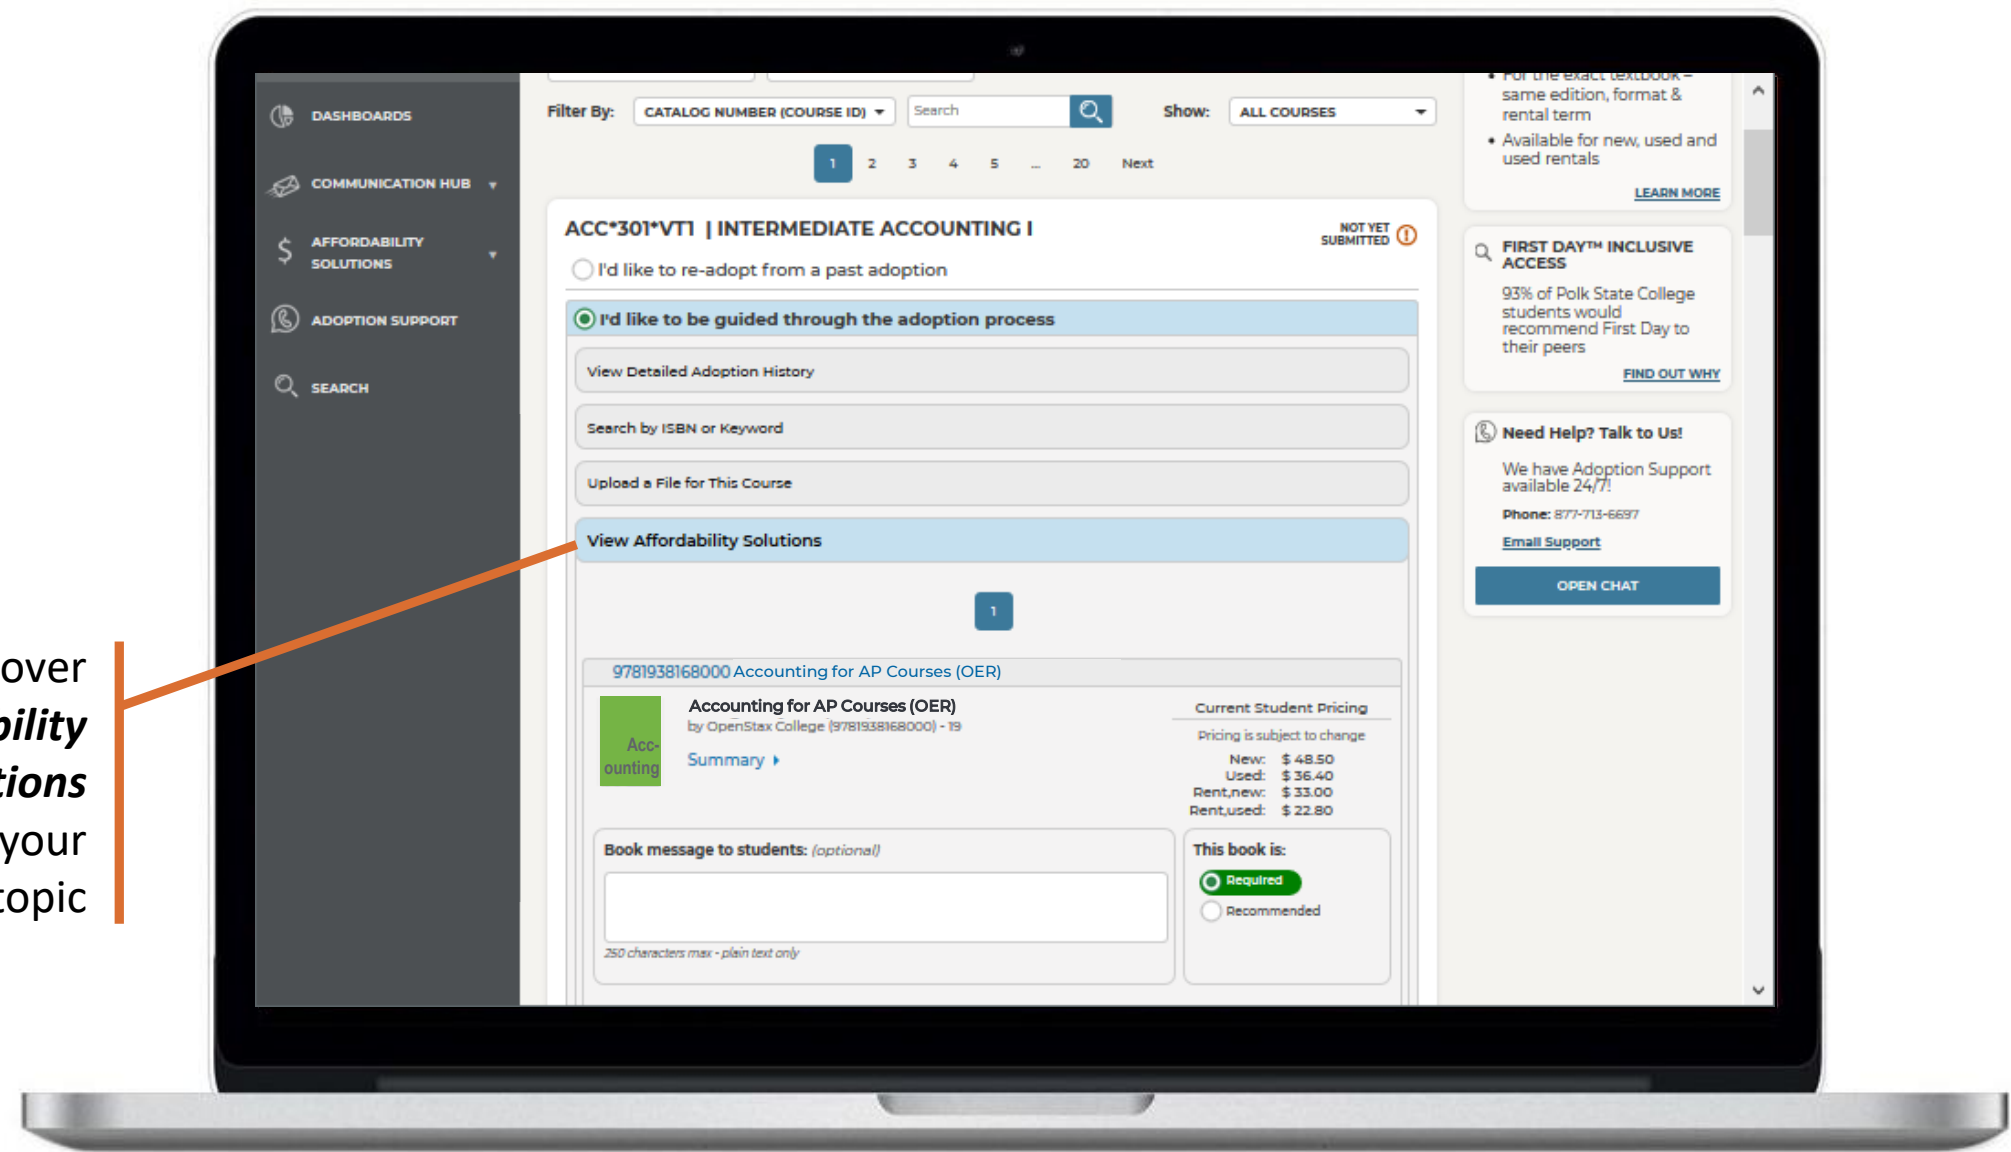 over
bility
tions
your
topic
DASHBOARDS
COMMUNICATION HUB
AFFORDABILITY
SOLUTIONS
ADOPTION SUPPORT
SEARCH
Filter By: CATALOG NUMBER (COURSE ID) Search Show: ALL COURSES
1 2 3 4 5 ... 20 Next
ACC*301*VT1 | INTERMEDIATE ACCOUNTING I
NOT YET
SUBMITTED
I'd like to re-adopt from a past adoption
I'd like to be guided through the adoption process
View Detailed Adoption History
Search by ISBN or Keyword
Upload a File for This Course
View Affordability Solutions
1
9781938168000 Accounting for AP Courses (OER)
Acc-
ounting
Accounting for AP Courses (OER)
by OpenStax College (9781938168000) - 19
Summary
Current Student Pricing
Pricing is subject to change
New: $ 48.50
Used: $ 36.40
Rent,new: $ 33.00
Rent,used: $ 22.80
Book message to students: (optional)
250 characters max - plain text only
This book is:
Required
Recommended
• For the exact textbook –
same edition, format &
rental term
• Available for new, used and
used rentals
LEARN MORE
FIRST DAY™ INCLUSIVE
ACCESS
93% of Polk State College
students would
recommend First Day to
their peers
FIND OUT WHY
Need Help? Talk to Us!
We have Adoption Support
available 24/7!
Phone: 877-713-6697
Email Support
OPEN CHAT